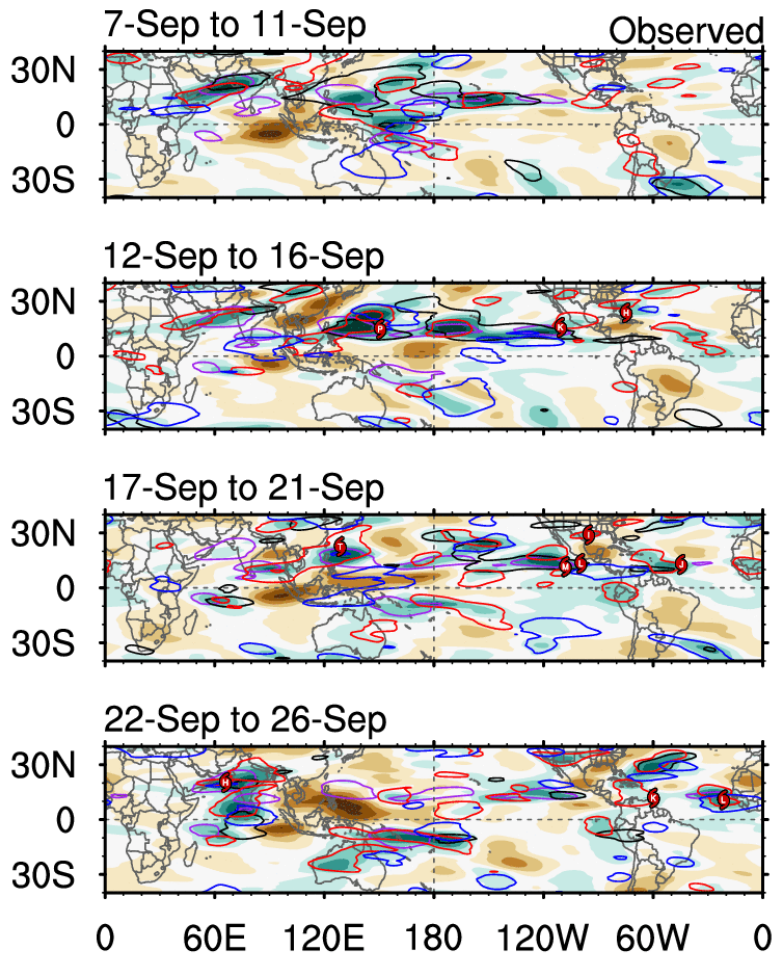 7-Sep to 11-Sep Observed
30N
0
30S
12-Sep to 16-Sep
30N
P K H
0
30S
17-Sep to 21-Sep
30N
T I
M L J
0
30S
22-Sep to 26-Sep
30N
H K L
0
30S
0 60E 120E 180 120W 60W 0